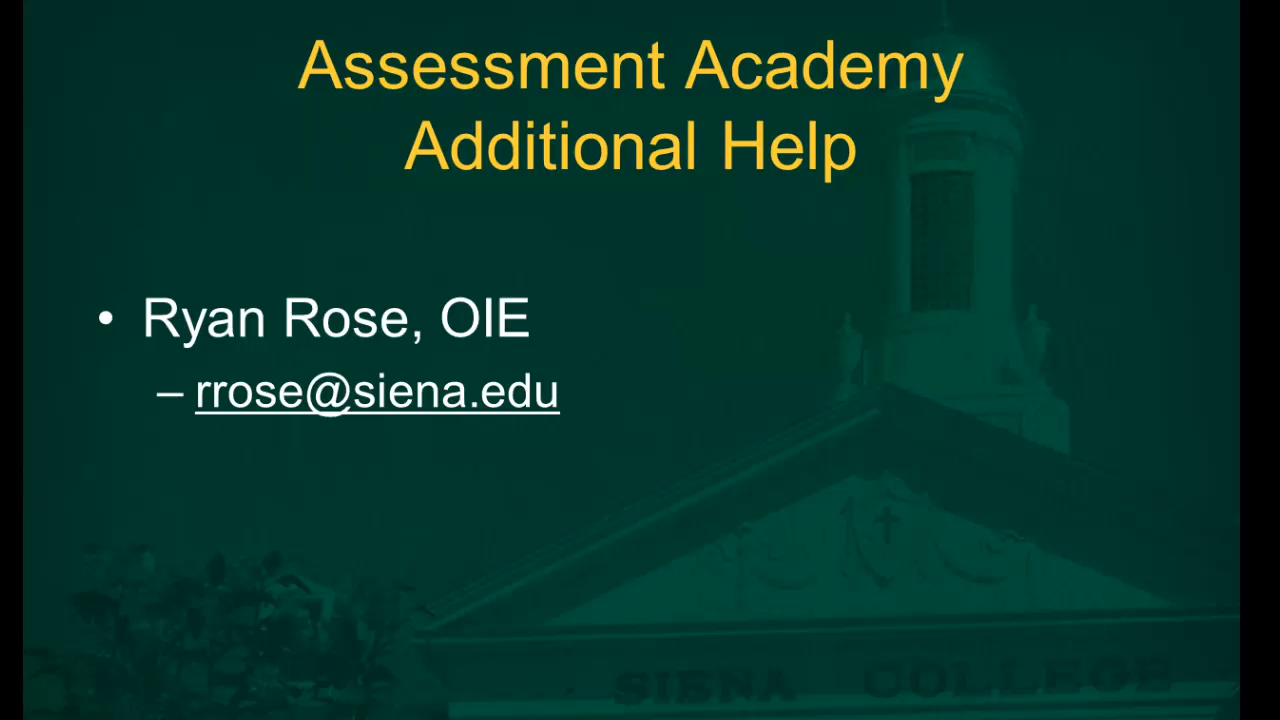 Assessment Academy
Additional Help
• Ryan Rose, OIE
– rrose@siena.edu
SIENA COLLEGE